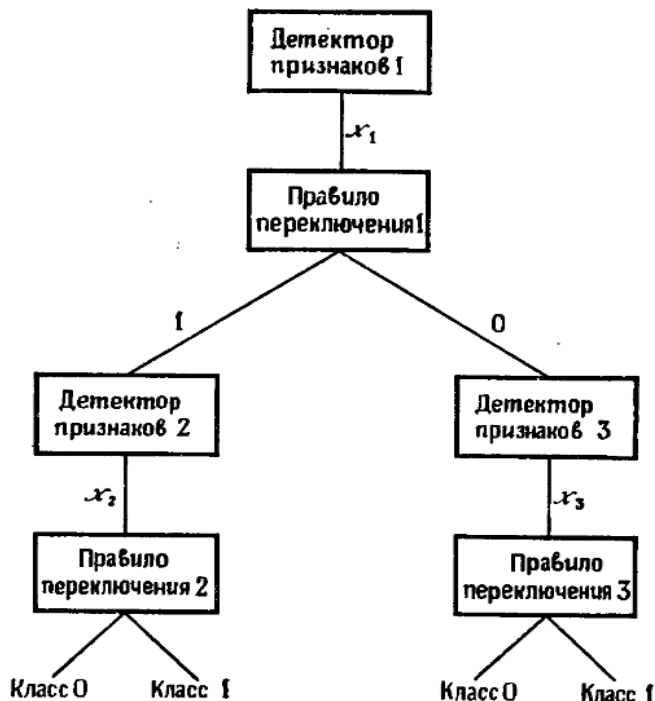 Детектор
признаков 1
x₁
Правило
переключения 1
1
0
Детектор
признаков 2
Детектор
признаков 3
x₂
x₃
Правило
переключения 2
Правило
переключения 3
Класс 0
Класс 1
Класс 0
Класс 1